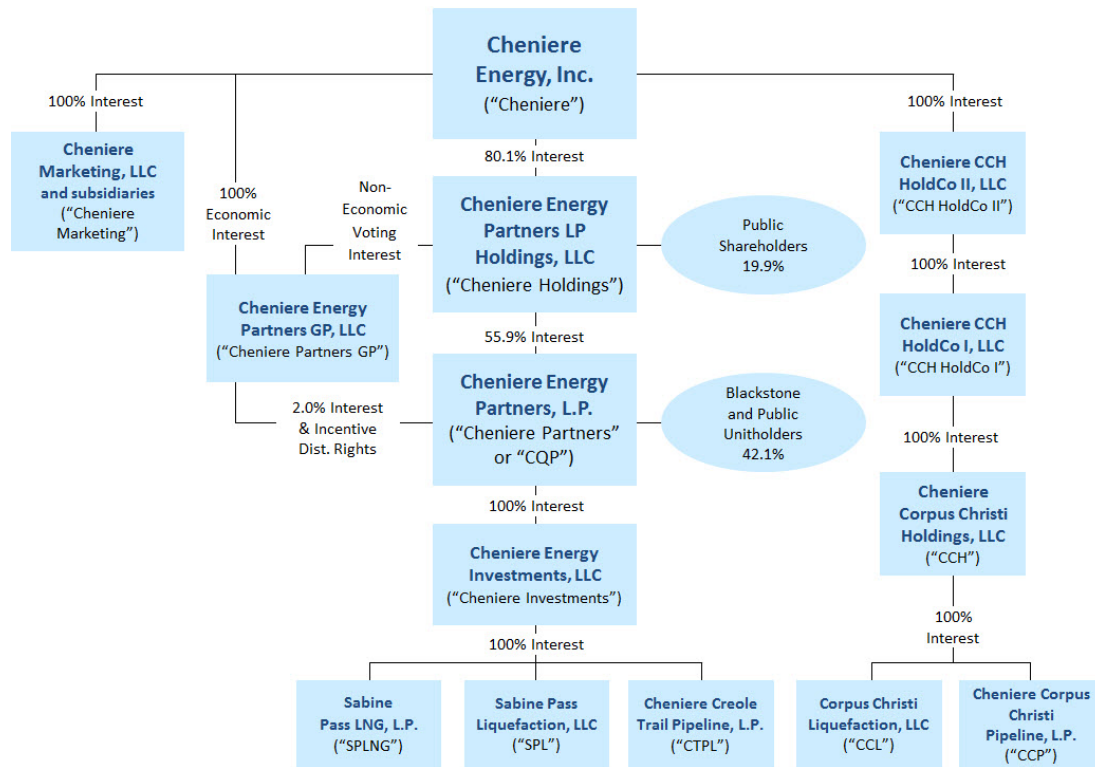 Cheniere
Energy, Inc.
(“Cheniere”)
100% Interest
100% Interest
Cheniere
Marketing, LLC
and subsidiaries
(“Cheniere
Marketing”)
100%
Economic
Interest
80.1% Interest
Non-
Economic
Voting
Interest
Cheniere Energy
Partners LP
Holdings, LLC
(“Cheniere Holdings”)
Public
Shareholders
19.9%
Cheniere CCH
HoldCo II, LLC
(“CCH HoldCo II”)
100% Interest
Cheniere Energy
Partners GP, LLC
(“Cheniere Partners GP”)
55.9% Interest
Cheniere CCH
HoldCo I, LLC
(“CCH HoldCo I”)
2.0% Interest
& Incentive
Dist. Rights
Cheniere Energy
Partners, L.P.
(“Cheniere Partners”
or “CQP”)
Blackstone
and Public
Unitholders
42.1%
100% Interest
100% Interest
Cheniere
Corpus Christi
Holdings, LLC
(“CCH”)
Cheniere Energy
Investments, LLC
(“Cheniere Investments”)
100% Interest
100%
Interest
Sabine
Pass LNG, L.P.
(“SPLNG”)
Sabine Pass
Liquefaction, LLC
(“SPL”)
Cheniere Creole
Trail Pipeline, L.P.
(“CTPL”)
Corpus Christi
Liquefaction, LLC
(“CCL”)
Cheniere Corpus
Christi
Pipeline, L.P.
(“CCP”)